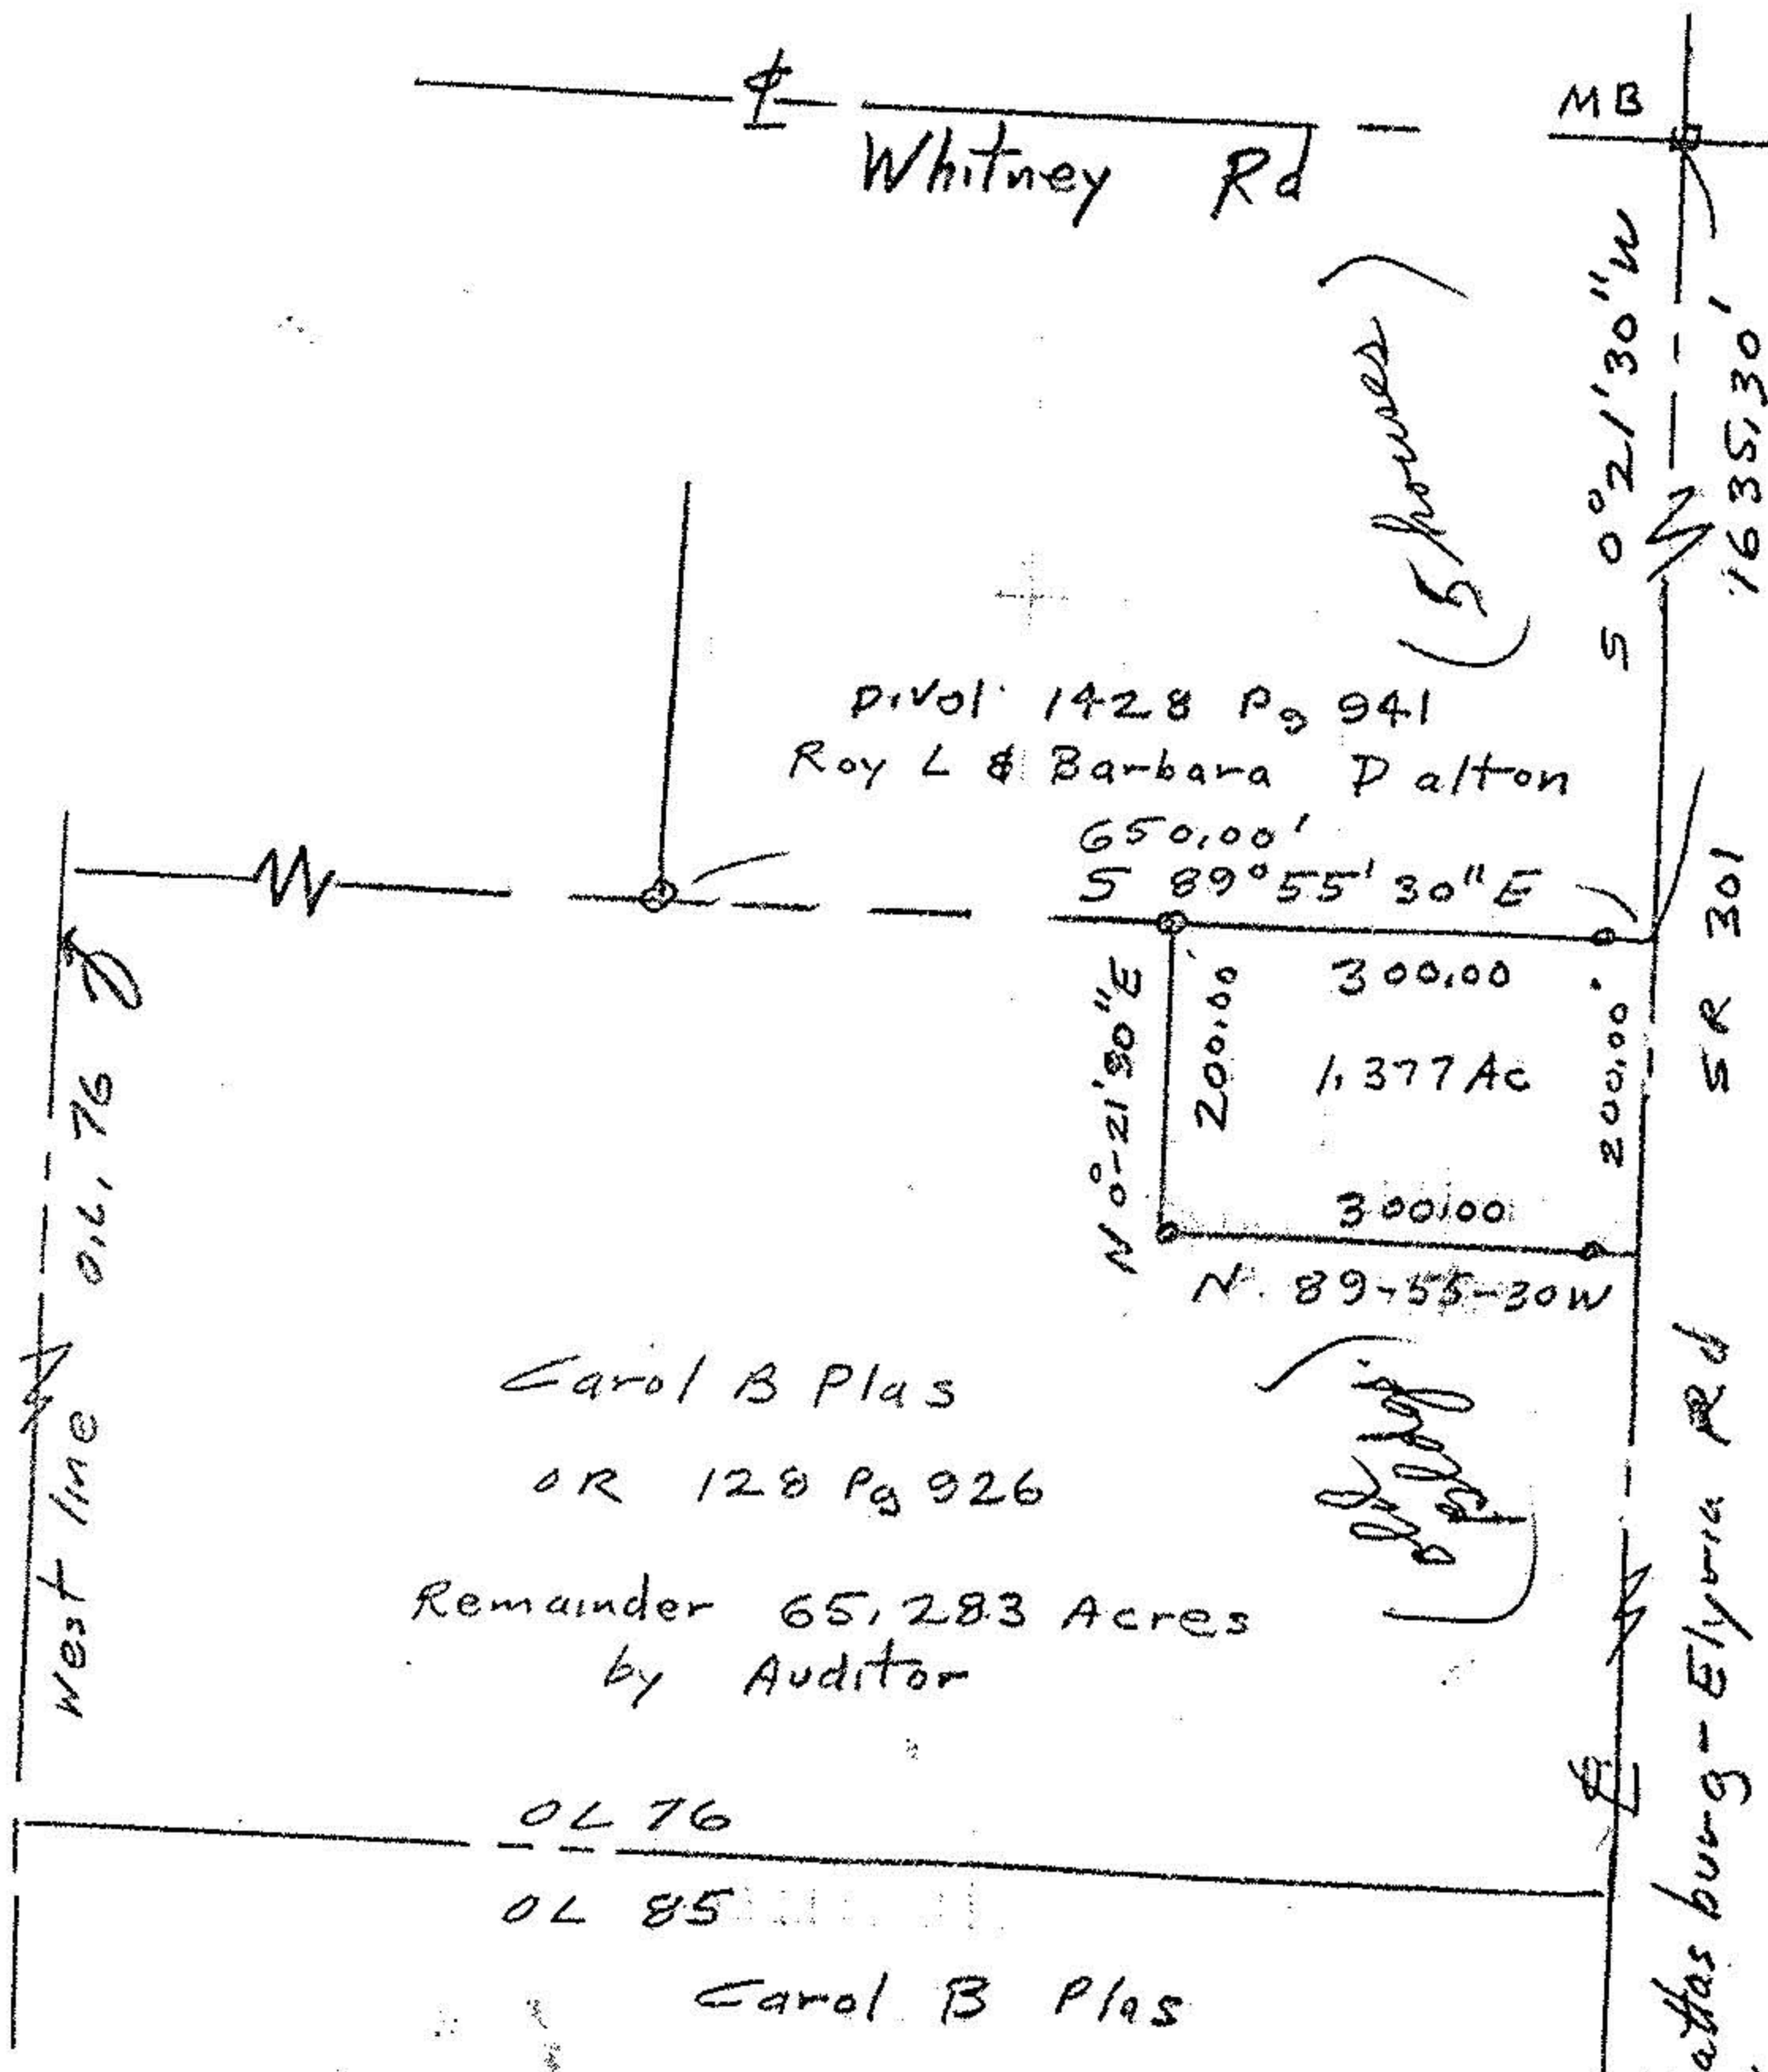 MB
℄
Whitney Rd
S 0°21'30"W
1635.30'
(5 houses)
D.Vol. 1428 Pg 941
Roy L & Barbara Dalton
650.00'
S 89°55'30"E
300.00
200.00
1.377 Ac
200.00'
N 0°-21'30"E
300.00
N. 89-55-30W
S R 301
West line O.L. 76
Carol B Plas
OR 128 Pg 926
Remainder 65.283 Acres
by Auditor
℄
burg-Elyria Rd
OL 76
OL 85
Carol B Plas